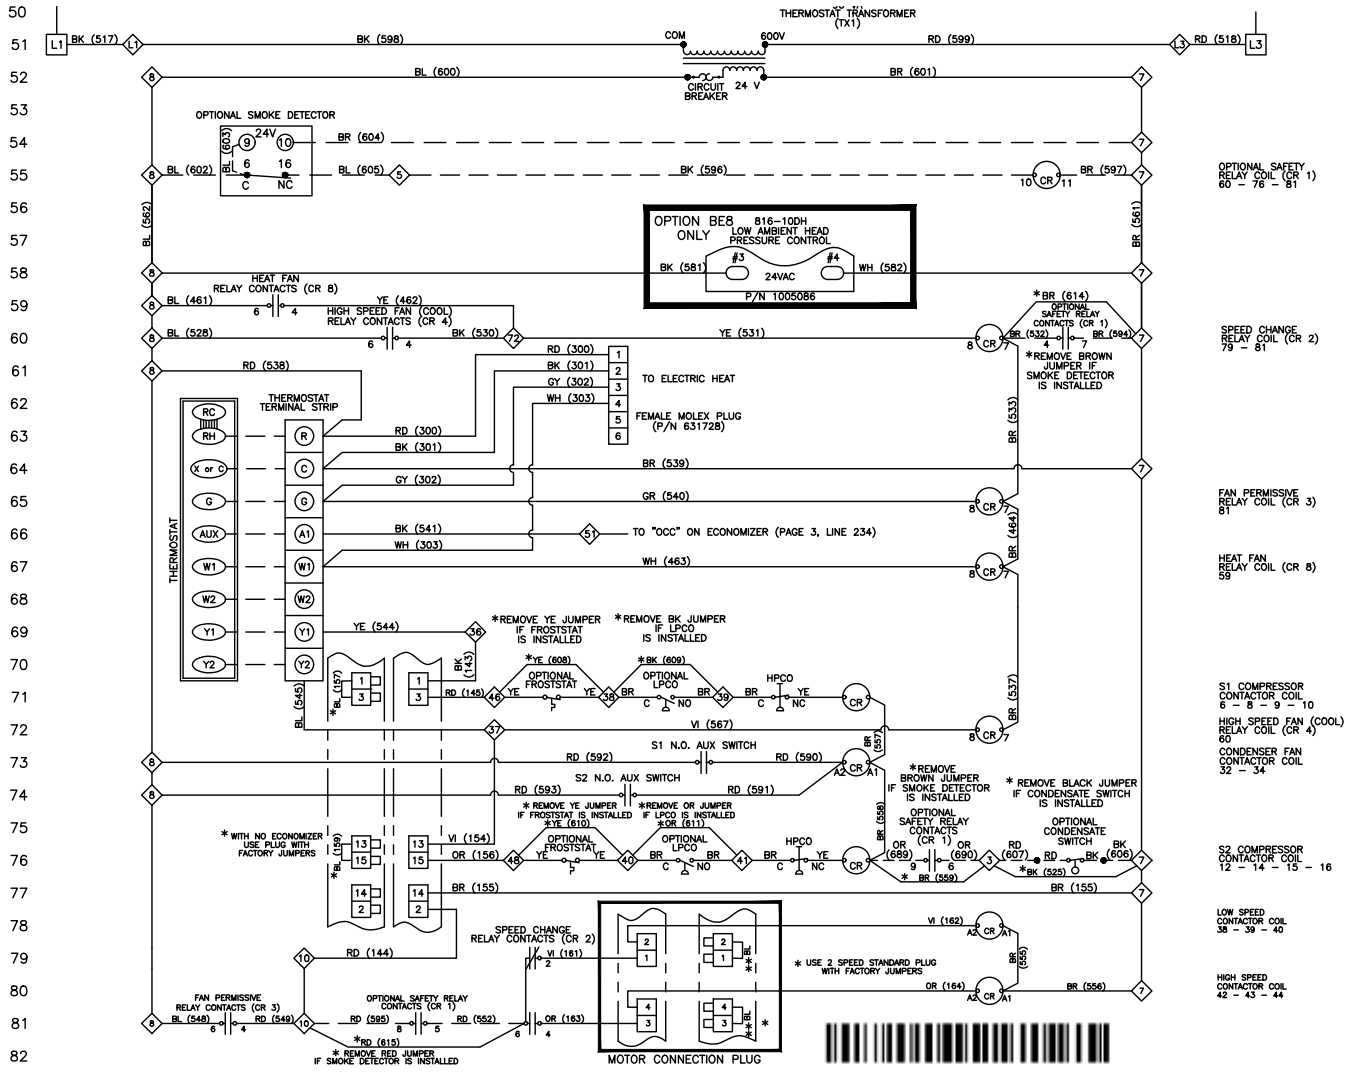 50
THERMOSTAT TRANSFORMER
(TX1)
51
L1
BK (517)
L1
BK (598)
COM
600V
RD (599)
L3
RD (518)
L3
52
8
BL (600)
CIRCUIT
BREAKER
24 V
BR (601)
7
53
OPTIONAL SMOKE DETECTOR
54
BL (603)
9
24V
10
BR (604)
7
55
8
BL (602)
6
16
C
NC
BL (605)
5
BK (596)
10
CR
11
BR (597)
7
OPTIONAL SAFETY
RELAY COIL (CR 1)
60 - 76 - 81
56
BL (562)
BR (561)
57
OPTION BE8
ONLY
816-10DH
LOW AMBIENT HEAD
PRESSURE CONTROL
58
8
BK (581)
#3
24VAC
#4
WH (582)
7
P/N 1005086
HEAT FAN
RELAY CONTACTS (CR 8)
59
8
BL (461)
6
4
YE (462)
HIGH SPEED FAN (COOL)
RELAY CONTACTS (CR 4)
*BR (614)
OPTIONAL
SAFETY RELAY
CONTACTS (CR 1)
60
8
BL (528)
6
4
BK (530)
72
YE (531)
8
CR
7
BR (532)
4
7
BR (594)
7
SPEED CHANGE
RELAY COIL (CR 2)
79 - 81
*REMOVE BROWN
JUMPER IF
SMOKE DETECTOR
IS INSTALLED
61
8
RD (538)
RD (300)
BK (301)
GY (302)
WH (303)
1
2
3
4
5
6
TO ELECTRIC HEAT
FEMALE MOLEX PLUG
(P/N 631728)
62
THERMOSTAT
TERMINAL STRIP
RC
BR (533)
63
RH
R
RD (300)
BK (301)
64
X or C
C
BR (539)
7
GY (302)
65
G
G
GR (540)
8
CR
7
FAN PERMISSIVE
RELAY COIL (CR 3)
81
THERMOSTAT
66
AUX
A1
BK (541)
51
TO "OCC" ON ECONOMIZER (PAGE 3, LINE 234)
BR (464)
WH (303)
67
W1
W1
WH (463)
8
CR
7
HEAT FAN
RELAY COIL (CR 8)
59
68
W2
W2
69
Y1
Y1
YE (544)
36
*REMOVE YE JUMPER
IF FROSTSTAT
IS INSTALLED
*REMOVE BK JUMPER
IF LPCO
IS INSTALLED
70
Y2
Y2
BK (143)
*YE (608)
*BK (609)
71
*BL (157)
1
3
1
3
RD (145)
46
YE
OPTIONAL
FROSTSTAT
YE
38
BR
OPTIONAL
LPCO
C
NO
BR
39
BR
HPCO
C
NC
YE
CR
BR (537)
S1 COMPRESSOR
CONTACTOR COIL
6 - 8 - 9 - 10
72
BL (545)
37
VI (567)
8
CR
7
HIGH SPEED FAN (COOL)
RELAY COIL (CR 4)
60
BR (557)
73
8
RD (592)
S1 N.O. AUX SWITCH
RD (590)
A2
CR
A1
CONDENSER FAN
CONTACTOR COIL
32 - 34
74
8
RD (593)
S2 N.O. AUX SWITCH
RD (591)
*REMOVE
BROWN JUMPER
IF SMOKE DETECTOR
IS INSTALLED
* REMOVE BLACK JUMPER
IF CONDENSATE SWITCH
IS INSTALLED
75
* WITH NO ECONOMIZER
USE PLUG WITH
FACTORY JUMPERS
* REMOVE YE JUMPER
IF FROSTSTAT IS INSTALLED
*REMOVE OR JUMPER
IF LPCO IS INSTALLED
*YE (610)
*OR (611)
BR (558)
OPTIONAL
SAFETY RELAY
CONTACTS
(CR 1)
OPTIONAL
CONDENSATE
SWITCH
76
*BL (159)
13
15
13
15
VI (154)
OR (156)
48
YE
OPTIONAL
FROSTSTAT
YE
40
BR
OPTIONAL
LPCO
C
NO
BR
41
BR
HPCO
C
NC
YE
CR
OR
(689)
9
6
OR
(690)
3
RD
(607)
RD
BK
BK
(606)
7
* BR (559)
*BK (525)
S2 COMPRESSOR
CONTACTOR COIL
12 - 14 - 15 - 16
77
14
2
14
2
BR (155)
BR (155)
7
78
VI (162)
A2
CR
A1
LOW SPEED
CONTACTOR COIL
38 - 39 - 40
79
10
RD (144)
SPEED CHANGE
RELAY CONTACTS (CR 2)
VI (161)
2
2
1
2
1
BL
**
* USE 2 SPEED STANDARD PLUG
WITH FACTORY JUMPERS
BR (555)
80
OR (164)
A2
CR
A1
BR (556)
7
HIGH SPEED
CONTACTOR COIL
42 - 43 - 44
FAN PERMISSIVE
RELAY CONTACTS (CR 3)
OPTIONAL SAFETY RELAY
CONTACTS (CR 1)
81
8
BL (548)
6
4
RD (549)
10
RD (595)
8
5
RD (552)
6
4
OR (163)
4
3
4
3
BL
**
*
*RD (615)
82
* REMOVE RED JUMPER
IF SMOKE DETECTOR IS INSTALLED
MOTOR CONNECTION PLUG